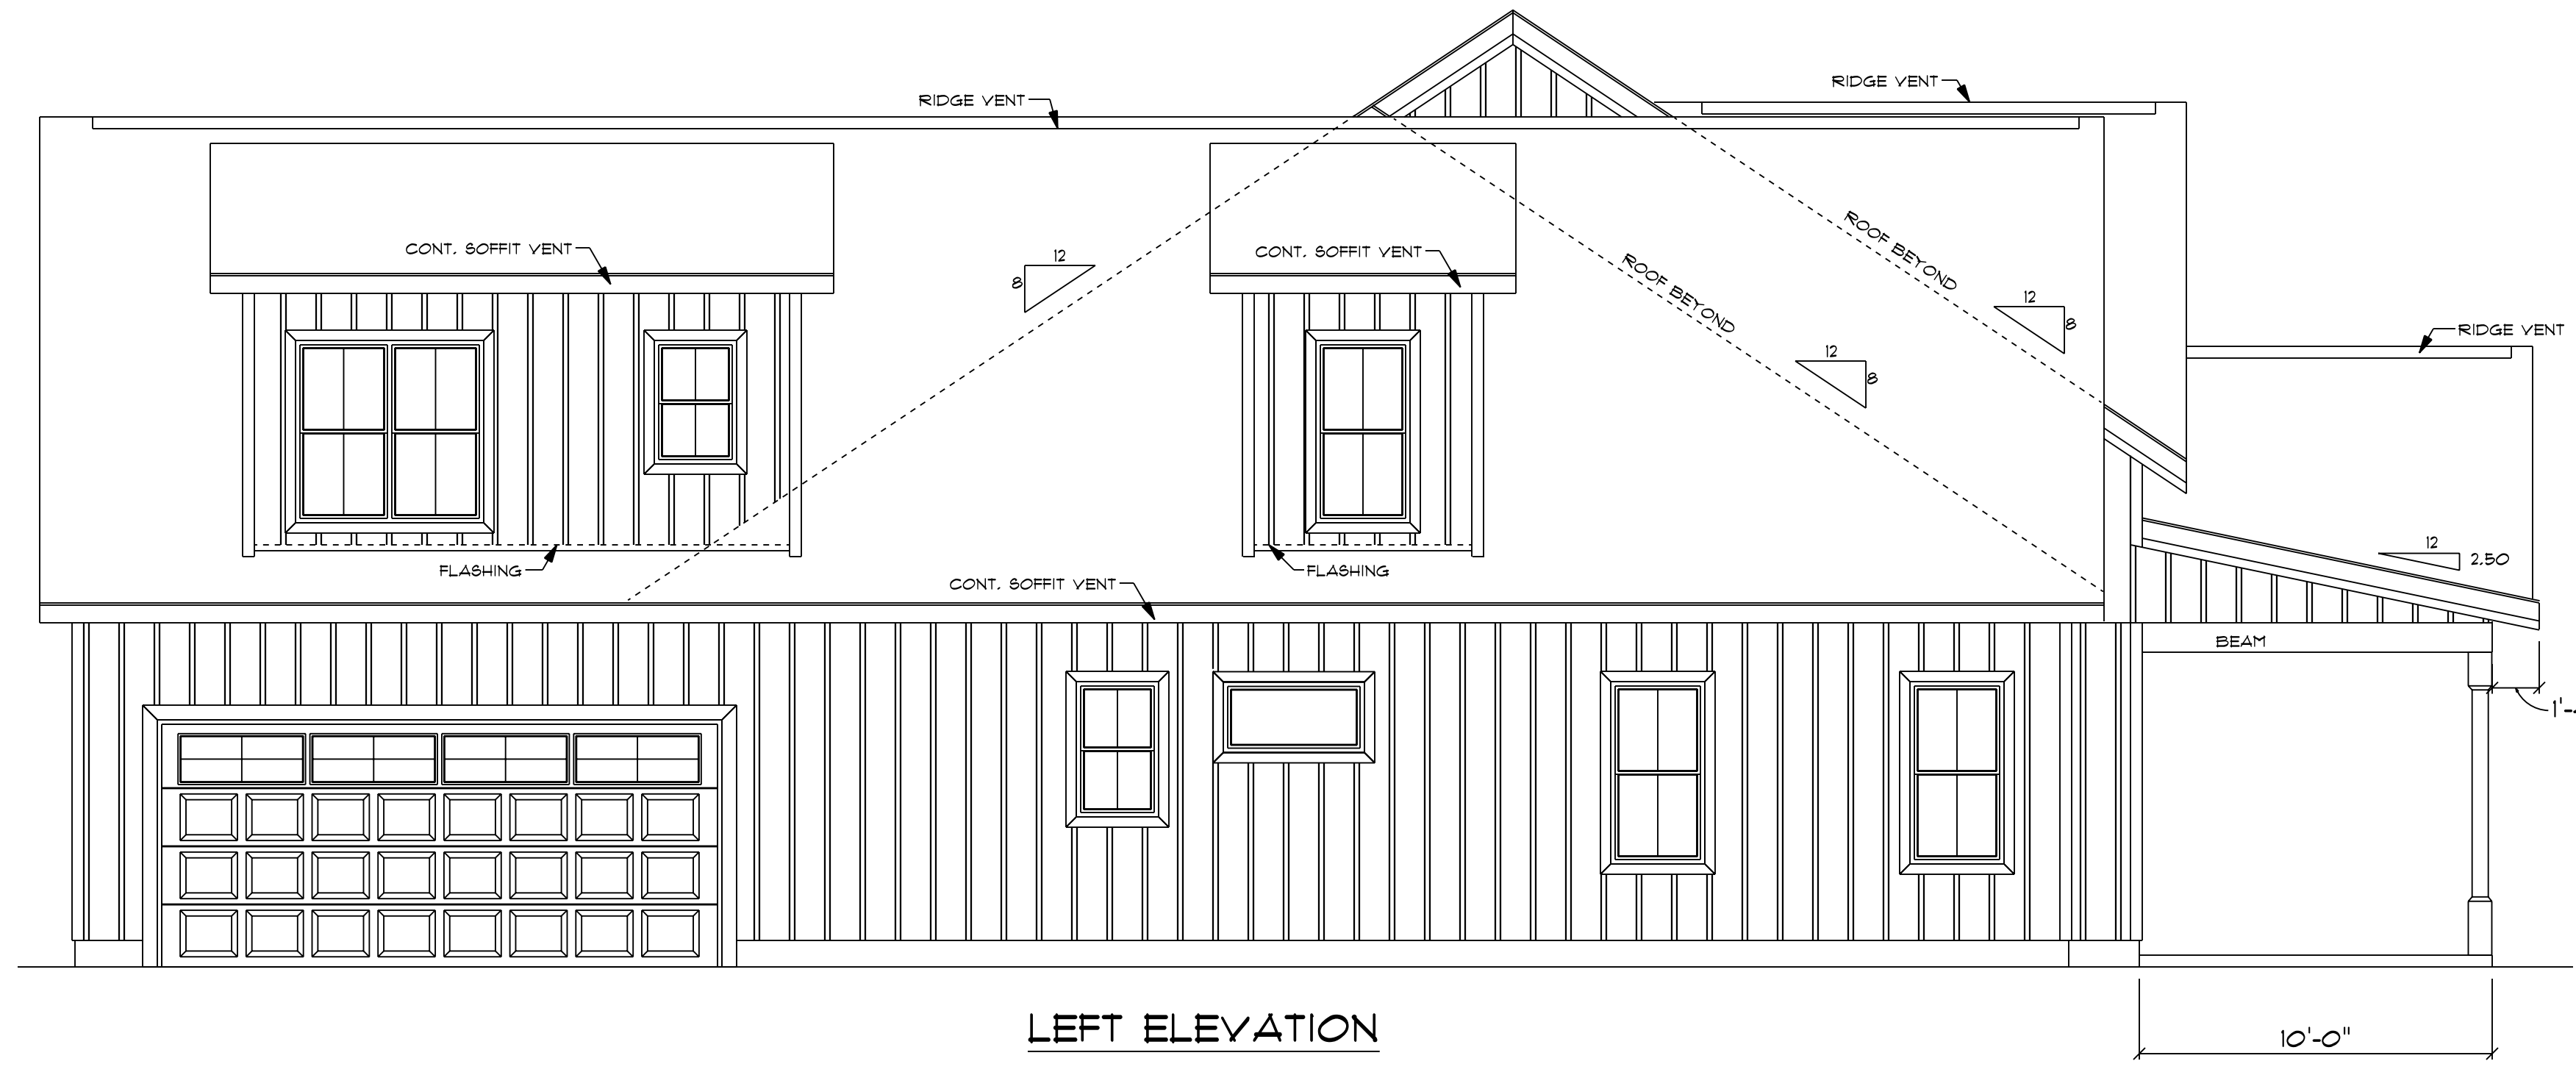 RIDGE VENT
RIDGE VENT
CONT. SOFFIT VENT
CONT. SOFFIT VENT
12
8
ROOF BEYOND
ROOF BEYOND
12
8
12
8
RIDGE VENT
FLASHING
FLASHING
CONT. SOFFIT VENT
12
2.50
BEAM
1'-
LEFT ELEVATION
10'-0"